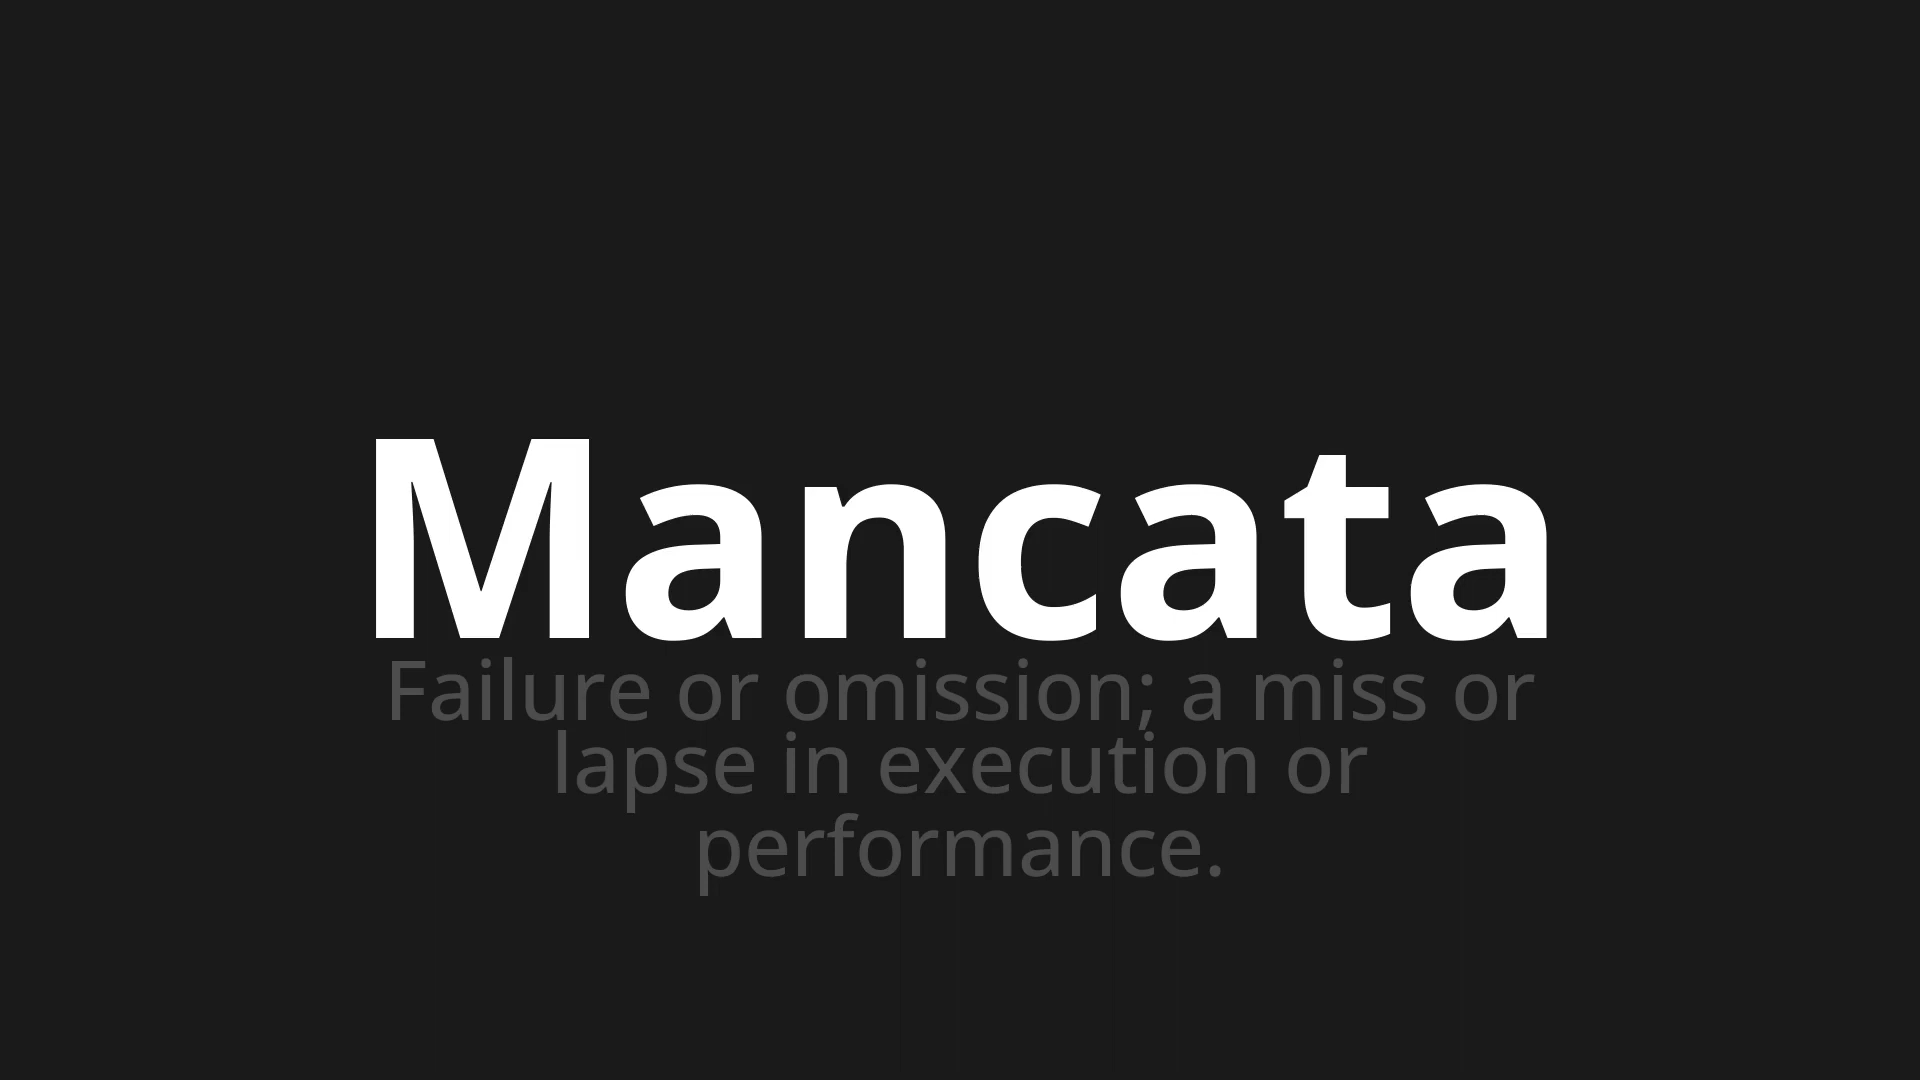 Mancata
Failure or omission; a miss or
lapse in execution or
performance.